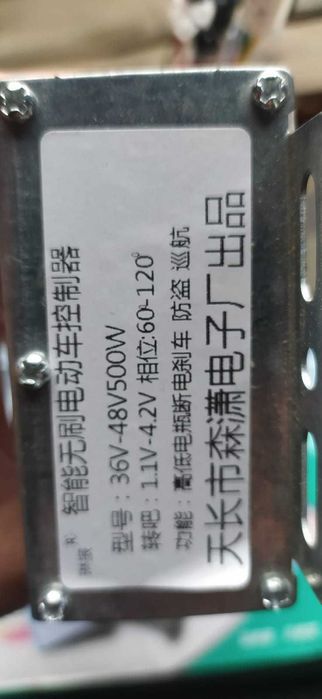 智能无刷电动车控制器
型号：36V-48V500W
转吧：1.1V-4.2V 相位:60-120°
功能：高低电瓶断电刹车 防盗 巡航
天长市森潇电子厂出品